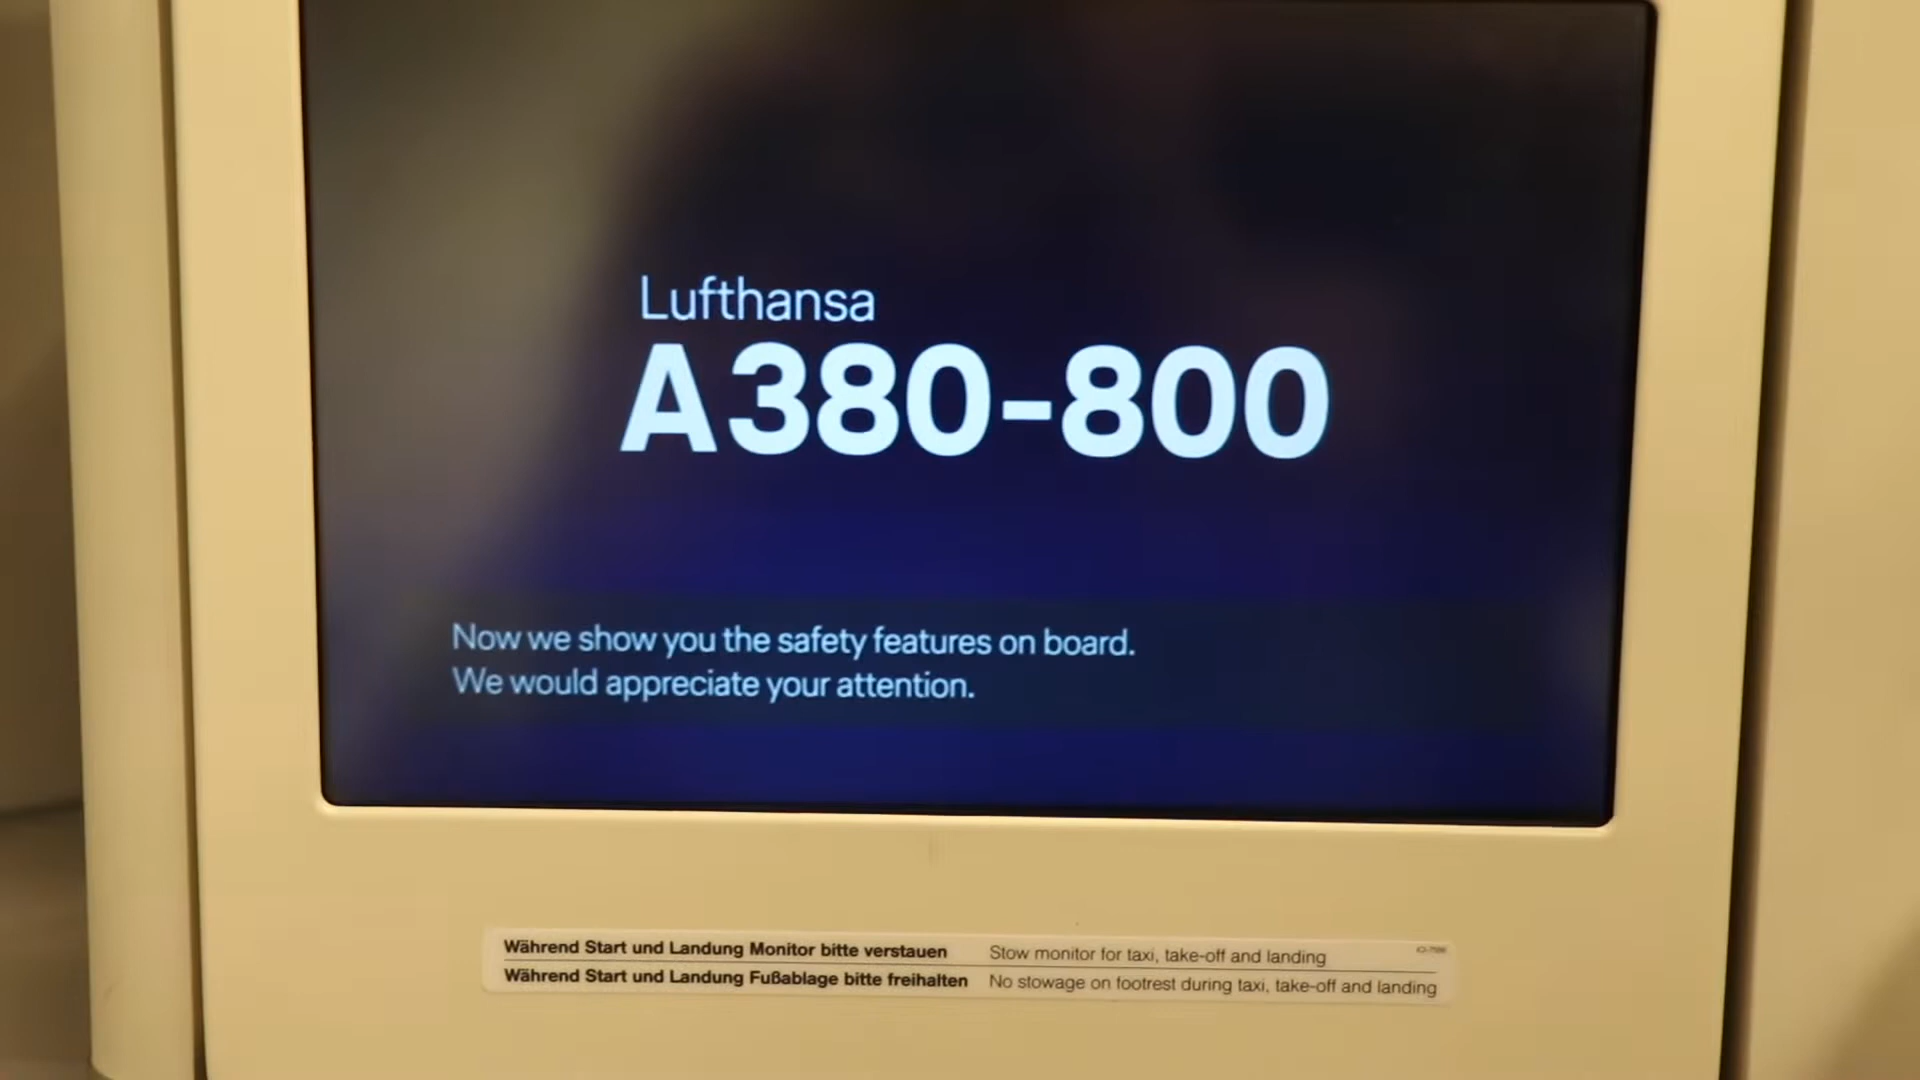 Lufthansa
A380-800
Now we show you the safety features on board.
We would appreciate your attention.
Während Start und Landung Monitor bitte verstauen Stow monitor for taxi, take-off and landing
Während Start und Landung Fußablage bitte freihalten No stowage on footrest during taxi, take-off and landing